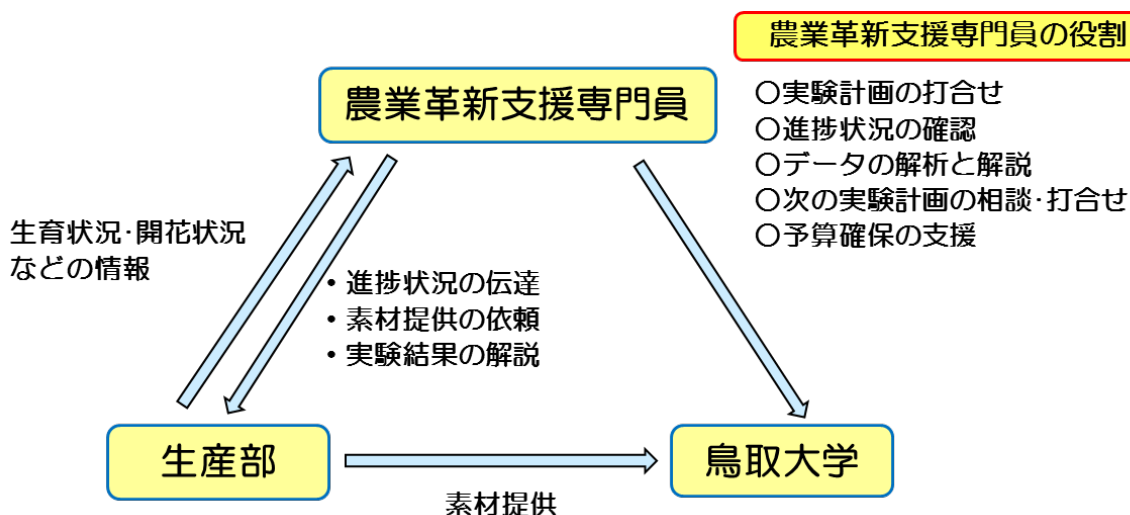 農業革新支援専門員の役割
農業革新支援専門員
〇実験計画の打合せ
〇進捗状況の確認
〇データの解析と解説
〇次の実験計画の相談・打合せ
〇予算確保の支援
生育状況・開花状況
などの情報
・進捗状況の伝達
・素材提供の依頼
・実験結果の解説
生産部
鳥取大学
素材提供